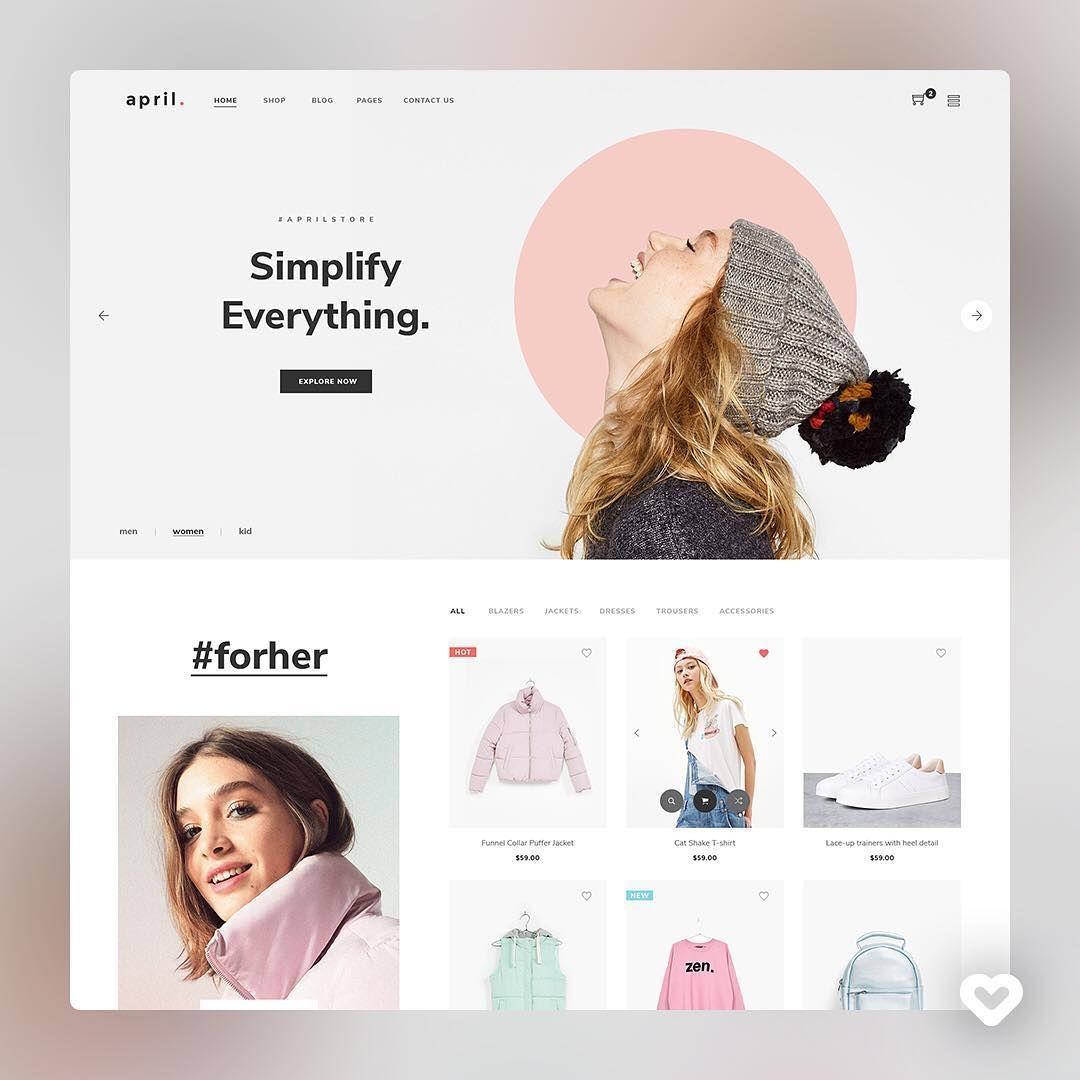 april.
HOME SHOP BLOG PAGES CONTACT US
2
#APRILSTORE
Simplify
Everything.
EXPLORE NOW
men | women | kid
ALL BLAZERS JACKETS DRESSES TROUSERS ACCESSORIES
#forher
HOT
Funnel Collar Puffer Jacket
$59.00
Cat Shake T-shirt
$59.00
Lace-up trainers with heel detail
$59.00
NEW
zen.